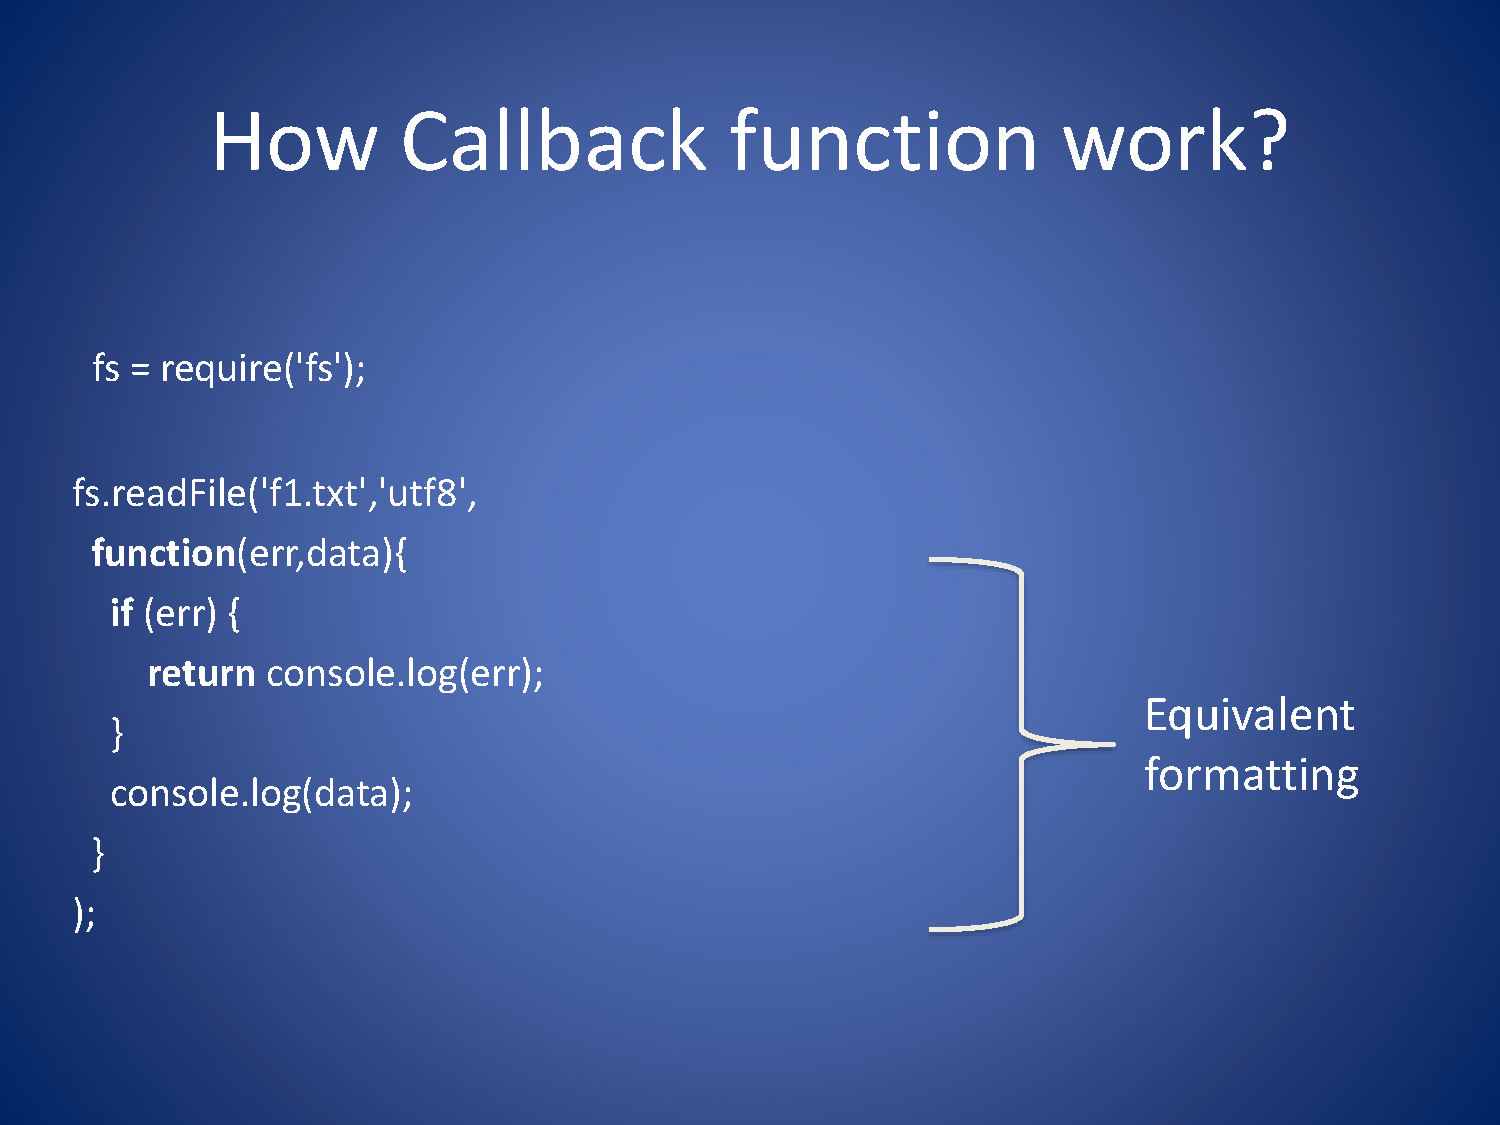 How Callback function work?
fs = require('fs');
fs.readFile('f1.txt','utf8',
function(err,data){
if (err) {
return console.log(err);
}
console.log(data);
}
);
Equivalent
formatting